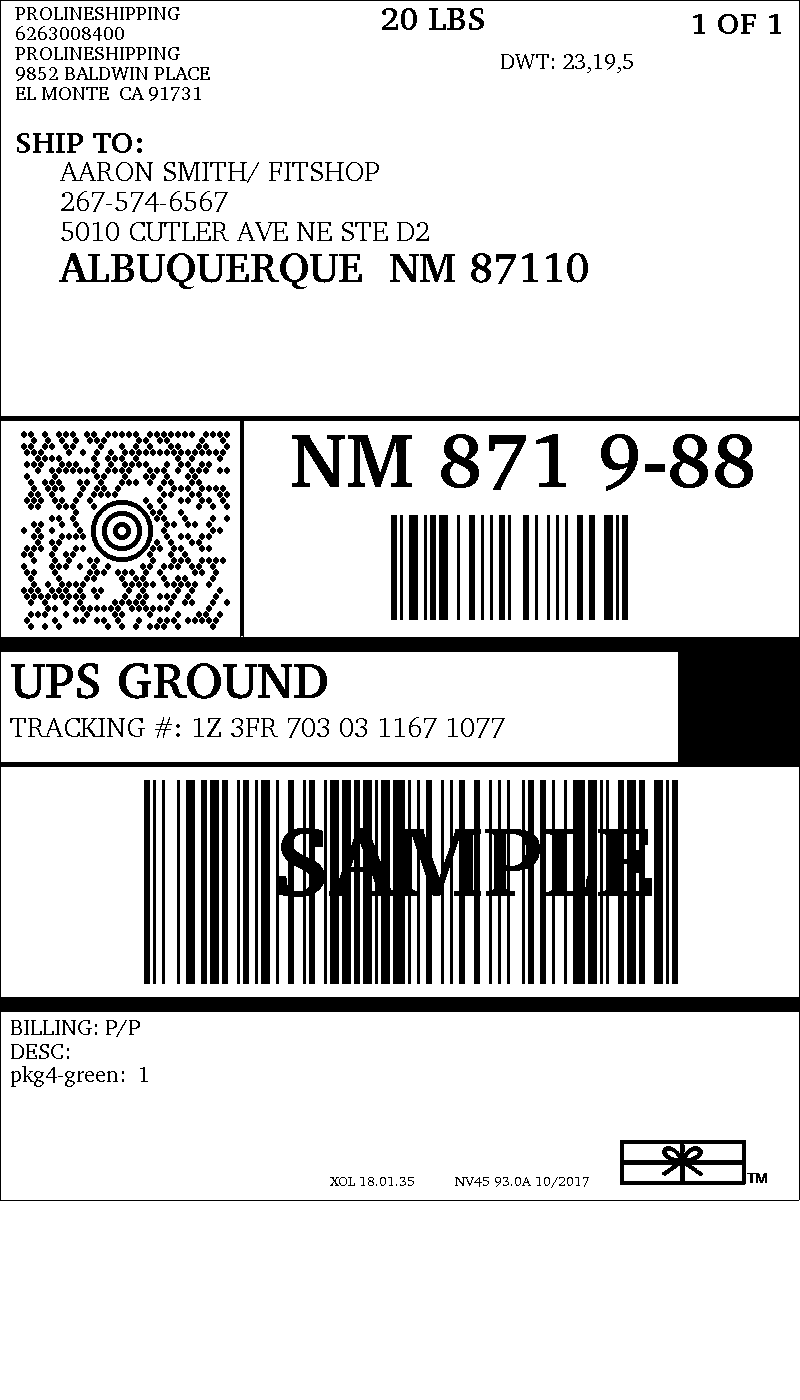 PROLINESHIPPING
6263008400
PROLINESHIPPING
9852 BALDWIN PLACE
EL MONTE  CA 91731
20 LBS
1 OF 1
DWT: 23,19,5
SHIP TO:
AARON SMITH/ FITSHOP
267-574-6567
5010 CUTLER AVE NE STE D2
ALBUQUERQUE  NM 87110
NM 871 9-88
UPS GROUND
TRACKING #: 1Z 3FR 703 03 1167 1077
SAMPLE
BILLING: P/P
DESC:
pkg4-green:  1
XOL 18.01.35
NV45 93.0A 10/2017
TM